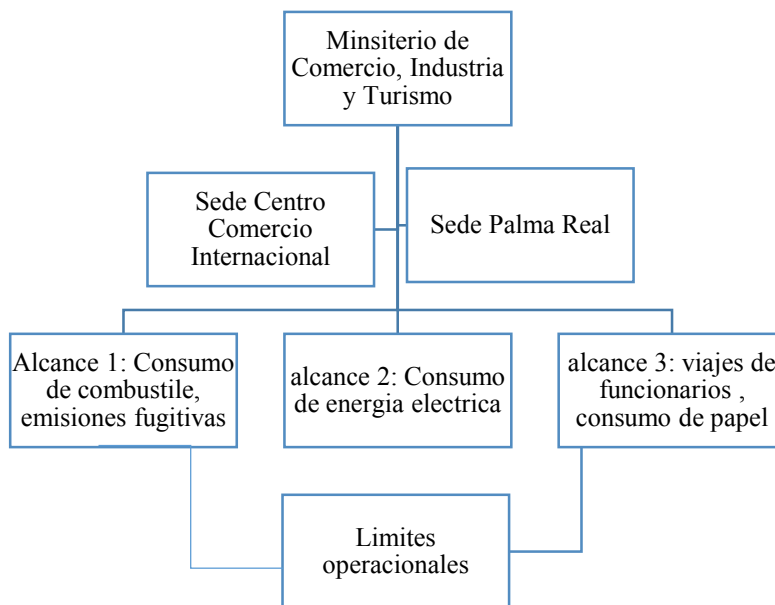 Minsiterio de
Comercio, Industria
y Turismo
Sede Centro
Comercio
Internacional
Sede Palma Real
Alcance 1: Consumo
de combustile,
emisiones fugitivas
alcance 2: Consumo
de energia electrica
alcance 3: viajes de
funcionarios ,
consumo de papel
Limites
operacionales